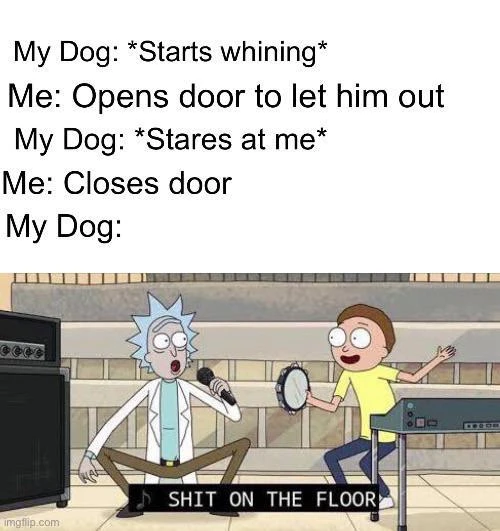 My Dog: *Starts whining*
Me: Opens door to let him out
My Dog: *Stares at me*
Me: Closes door
My Dog:
♪ SHIT ON THE FLOOR
imgflip.com